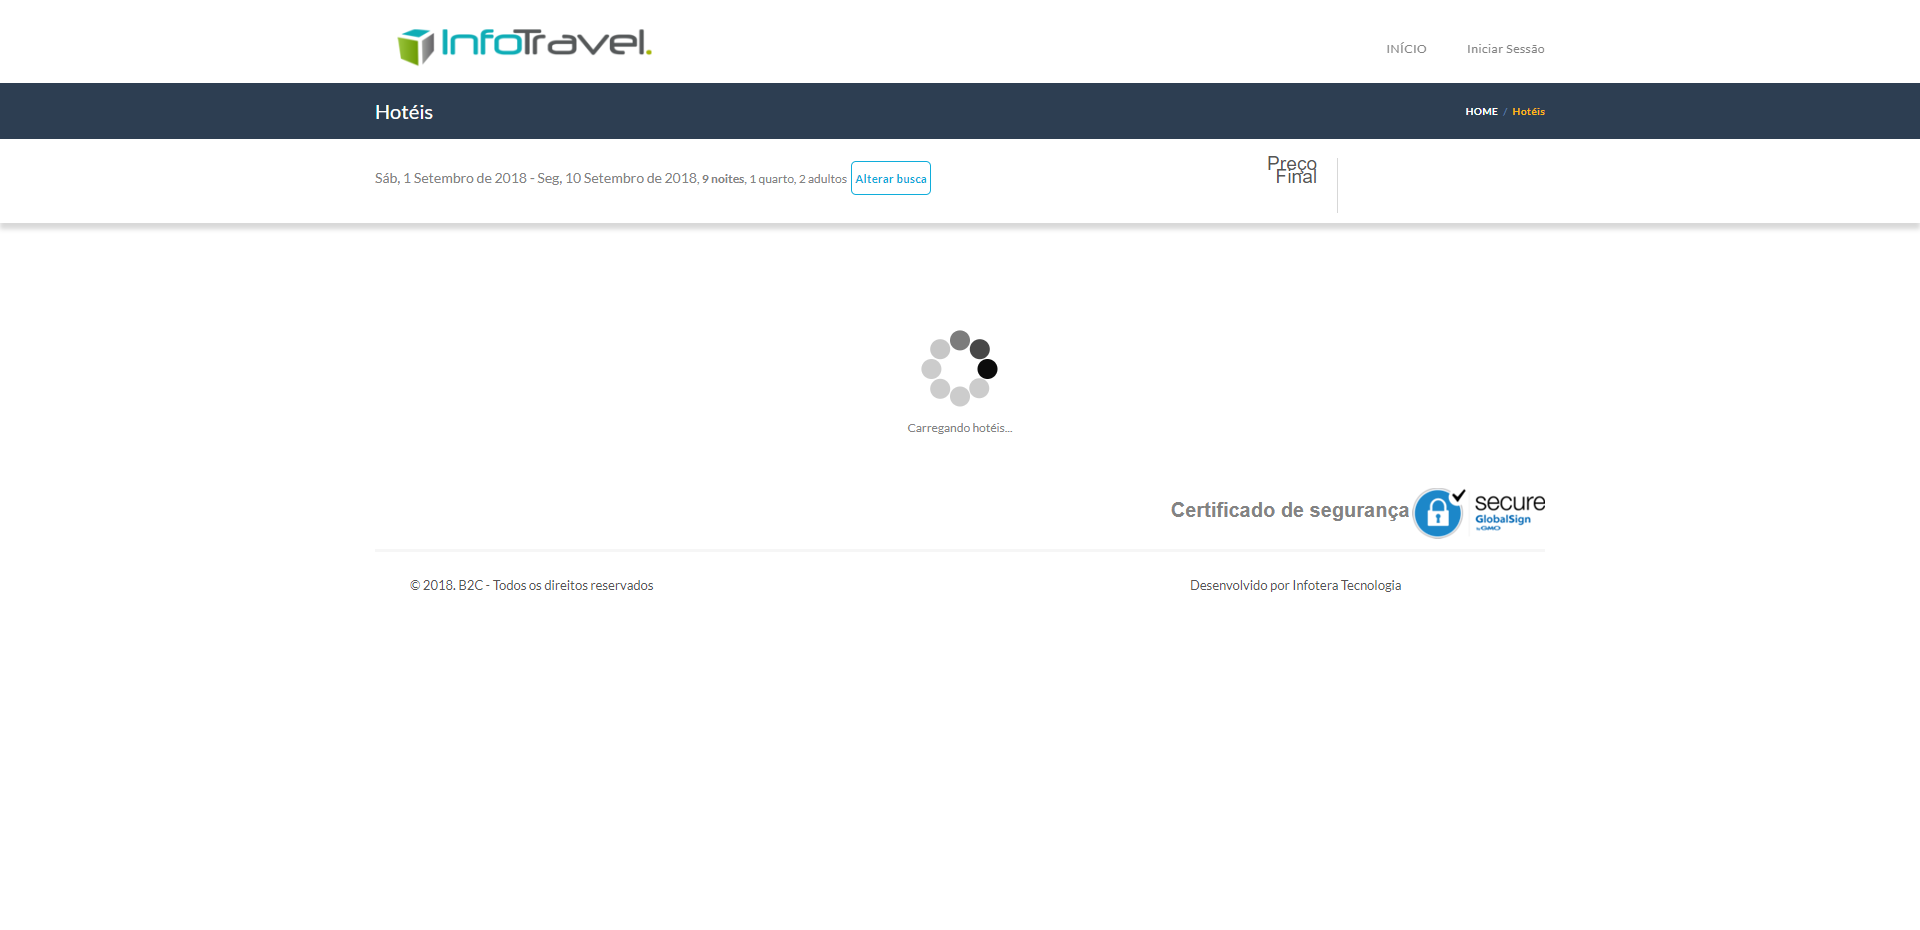 InfoTravel.
INÍCIO
Iniciar Sessão
Hotéis
HOME / Hotéis
Sáb, 1 Setembro de 2018 - Seg, 10 Setembro de 2018, 9 noites, 1 quarto, 2 adultos
Alterar busca
Preço
Final
Carregando hotéis...
Certificado de segurança
secure
GlobalSign
by GMO
© 2018. B2C - Todos os direitos reservados
Desenvolvido por Infotera Tecnologia